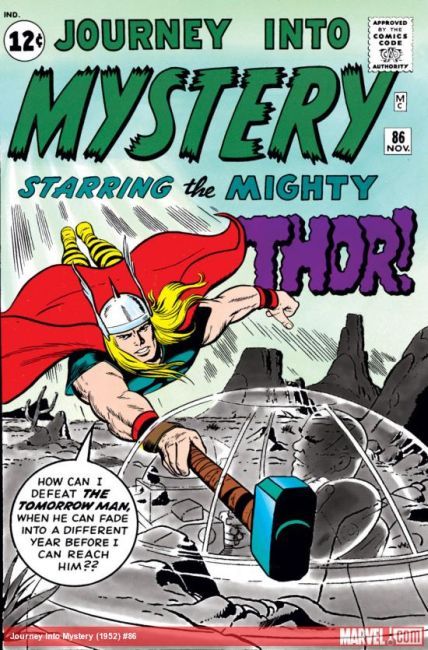 IND.
12¢
JOURNEY INTO
MYSTERY
APPROVED
BY THE
COMICS
CODE
AUTHORITY
MC
86
NOV.
STARRING the MIGHTY
THOR!
HOW CAN I
DEFEAT THE
TOMORROW MAN,
WHEN HE CAN FADE
INTO A DIFFERENT
YEAR BEFORE I
CAN REACH
HIM??
Journey Into Mystery (1952) #86
MARVEL.com